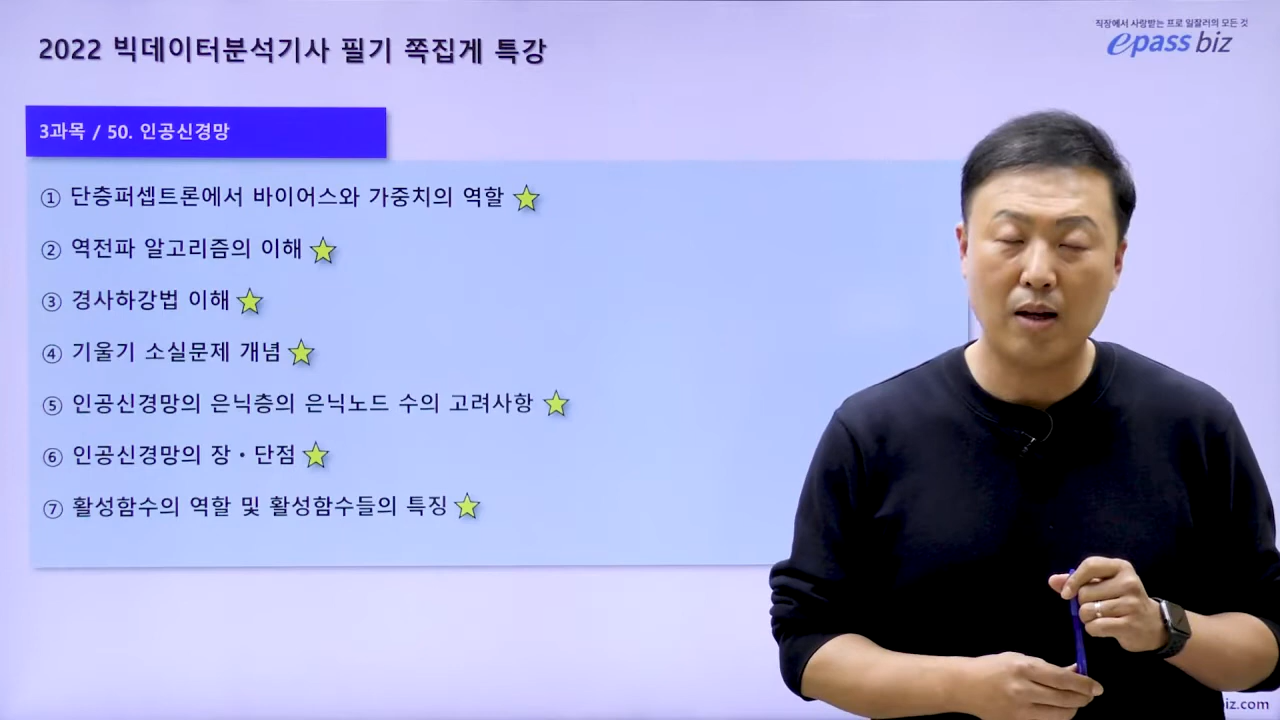 2022 빅데이터분석기사 필기 쪽집게 특강
직장에서 사랑받는 프로 일잘러의 모든 것
epass biz
3과목 / 50. 인공신경망
① 단층퍼셉트론에서 바이어스와 가중치의 역할
② 역전파 알고리즘의 이해
③ 경사하강법 이해
④ 기울기 소실문제 개념
⑤ 인공신경망의 은닉층의 은닉노드 수의 고려사항
⑥ 인공신경망의 장・단점
⑦ 활성함수의 역할 및 활성함수들의 특징
iz.com